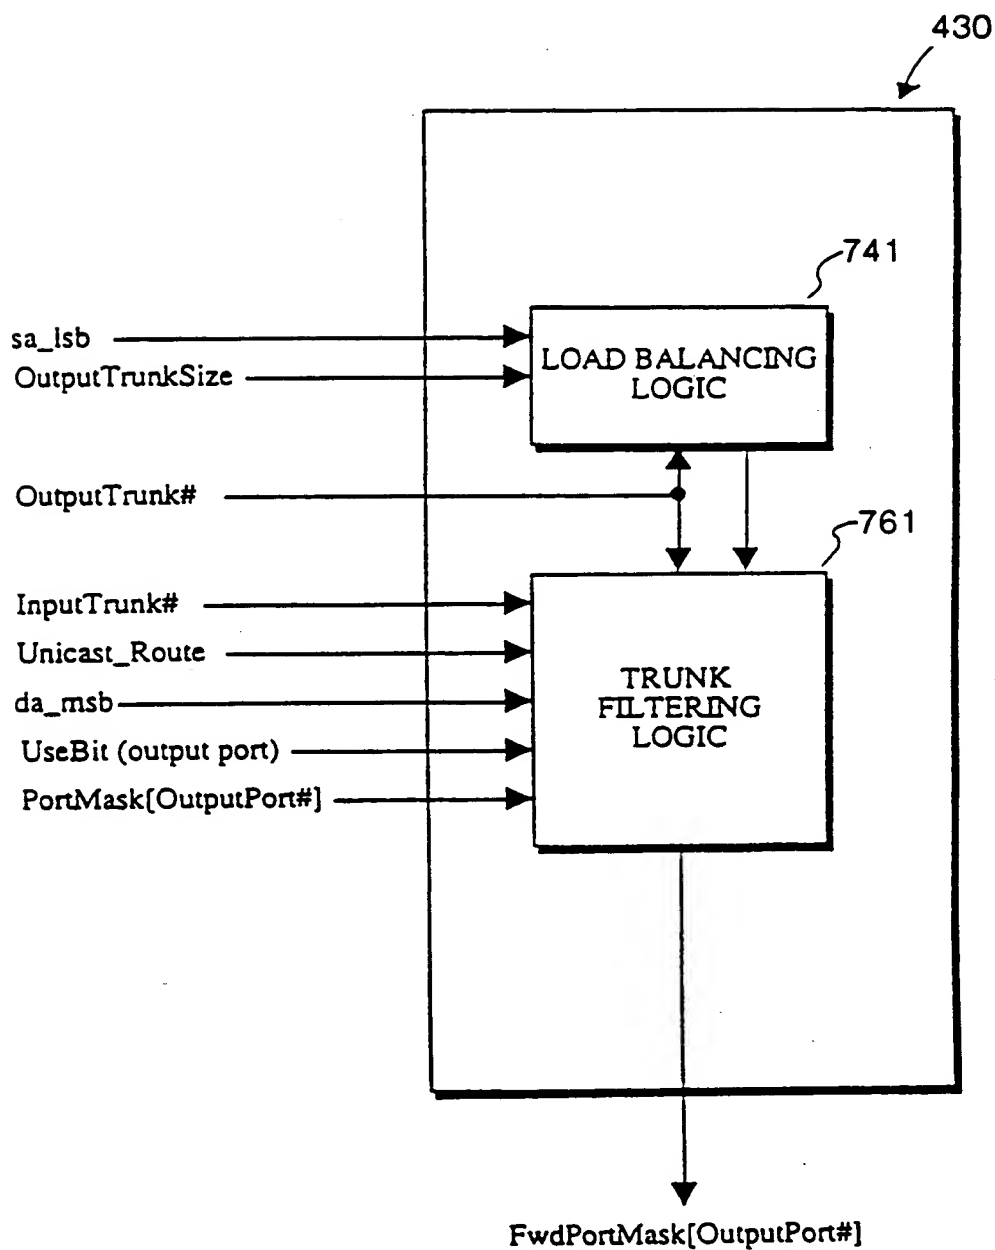 430
741
sa_lsb
LOAD BALANCING
LOGIC
OutputTrunkSize
OutputTrunk#
761
InputTrunk#
Unicast_Route
TRUNK
FILTERING
LOGIC
da_msb
UseBit (output port)
PortMask[OutputPort#]
FwdPortMask[OutputPort#]